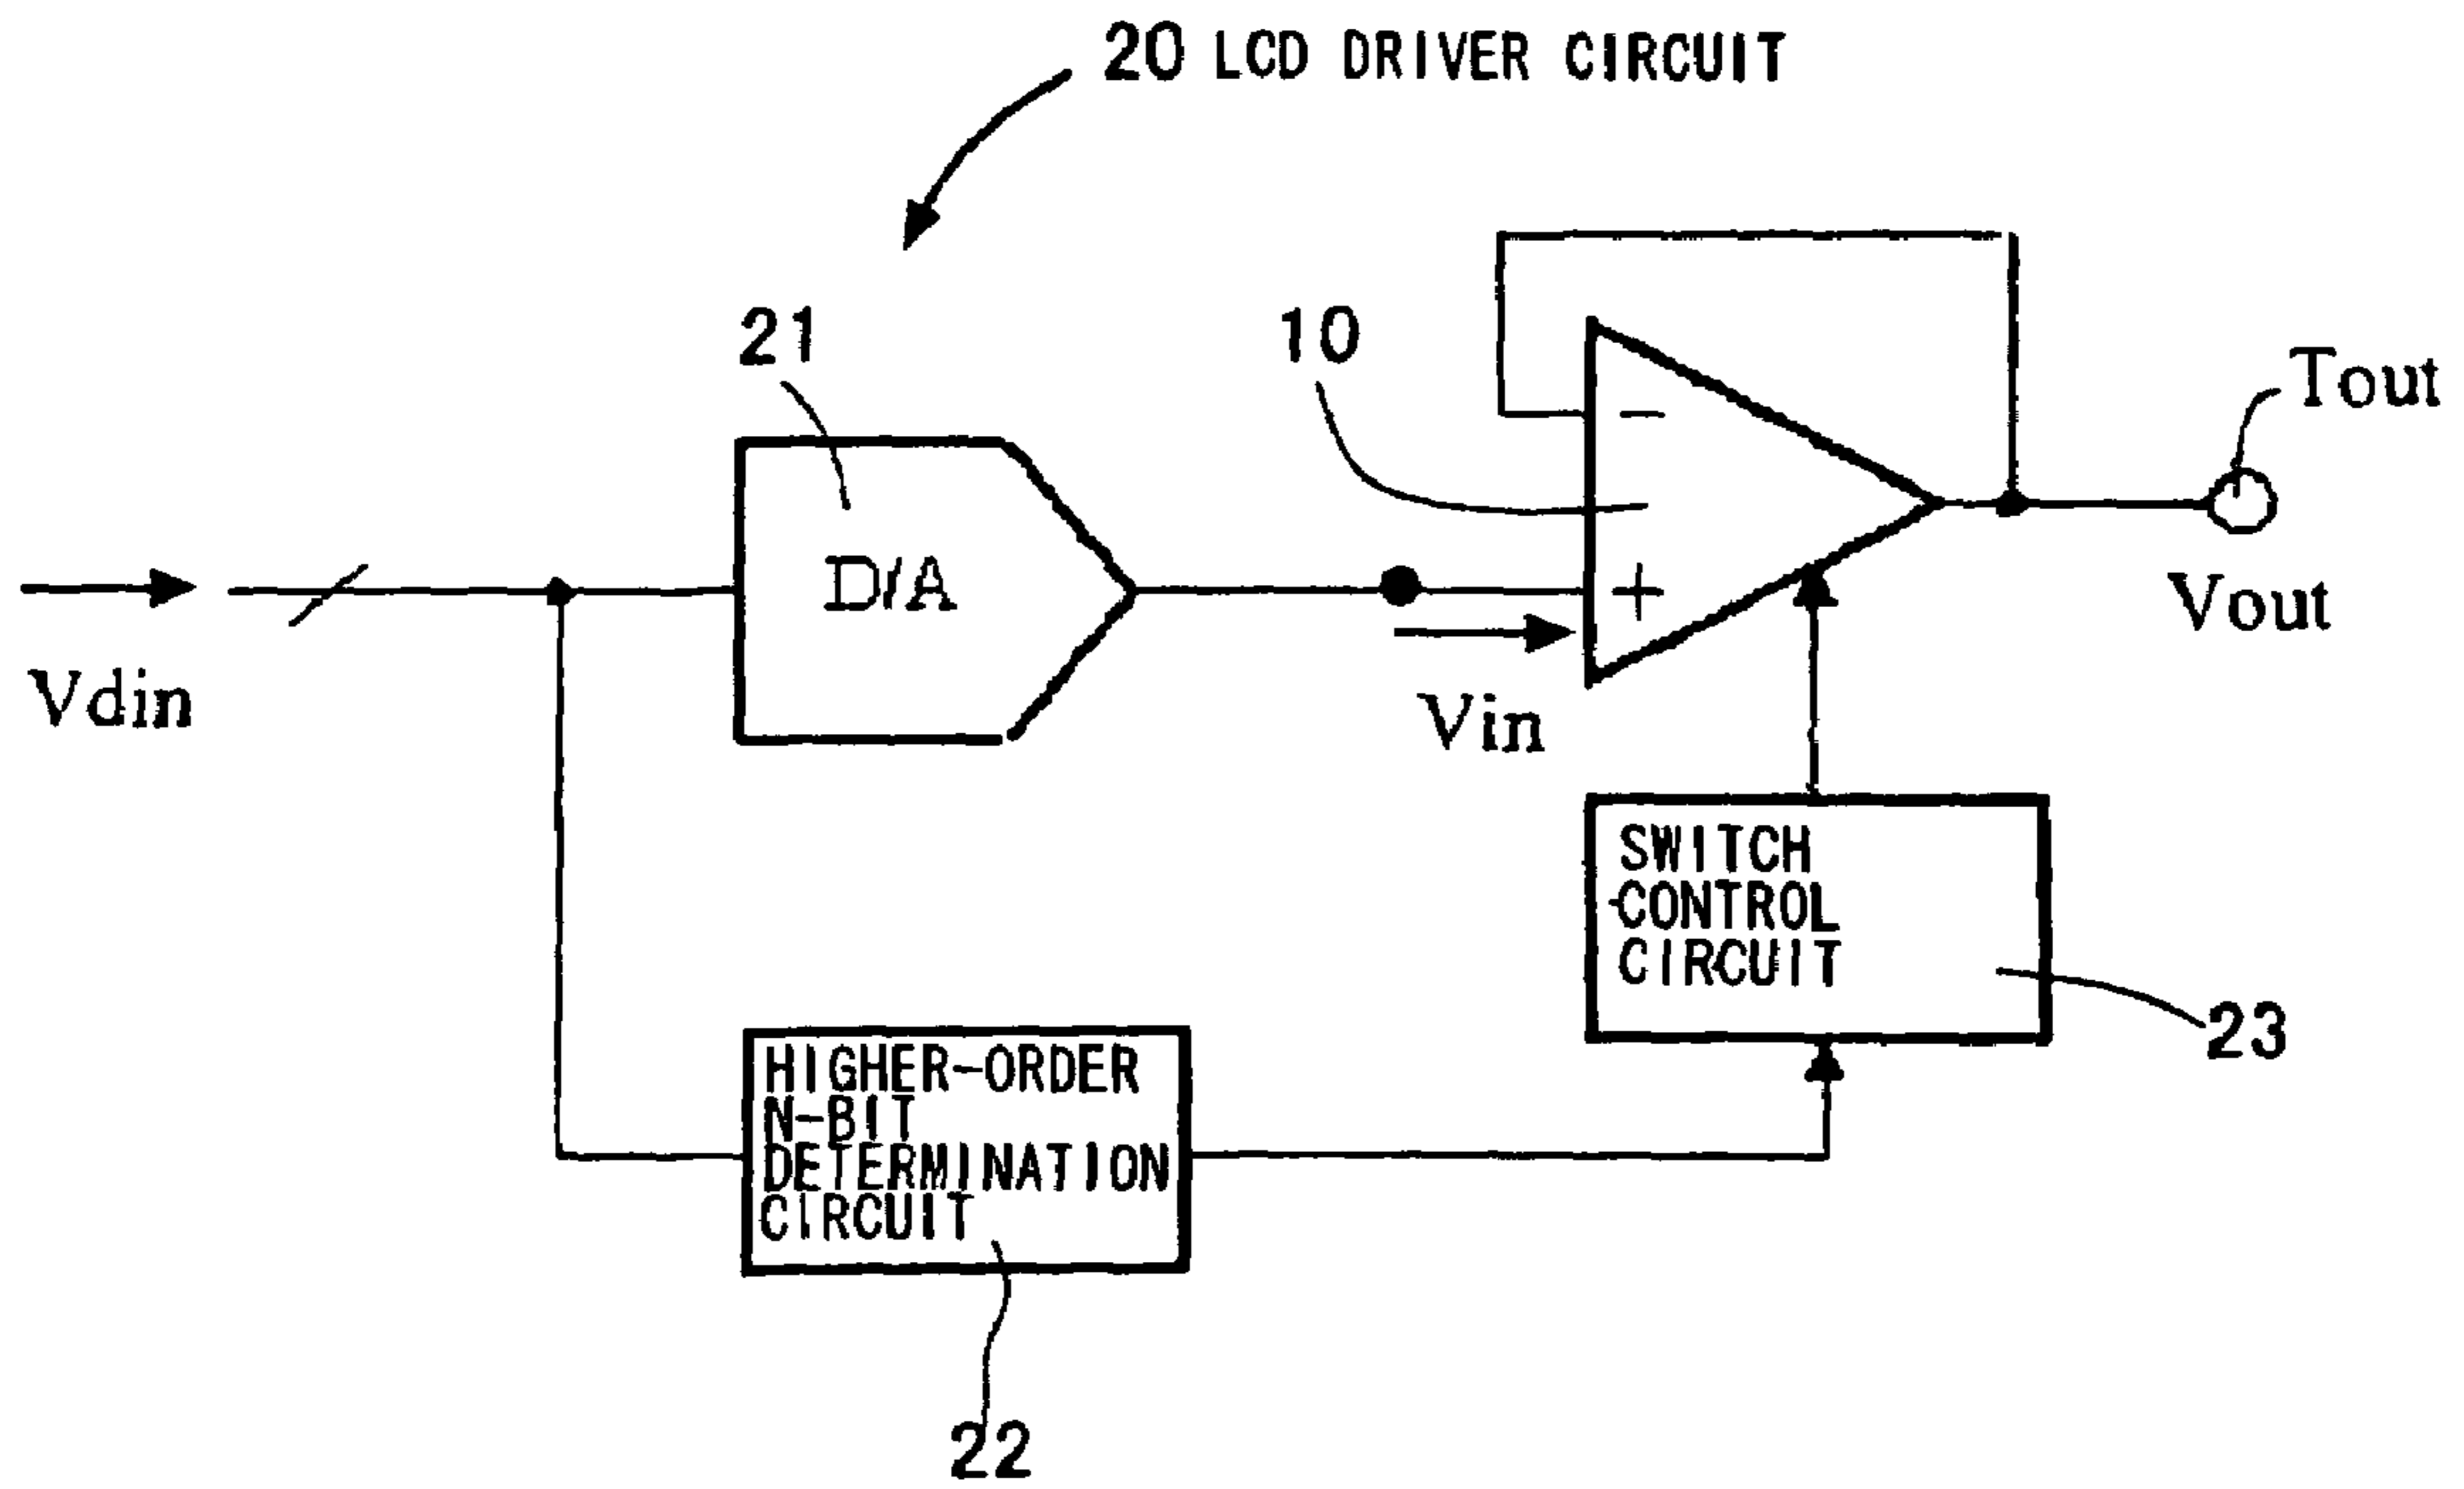 20 LCD DRIVER CIRCUIT
21
10
Tout
-
D/A
+
Vout
Vdin
Vin
SWITCH
CONTROL
CIRCUIT
23
HIGHER-ORDER
N-BIT
DETERMINATION
CIRCUIT
22